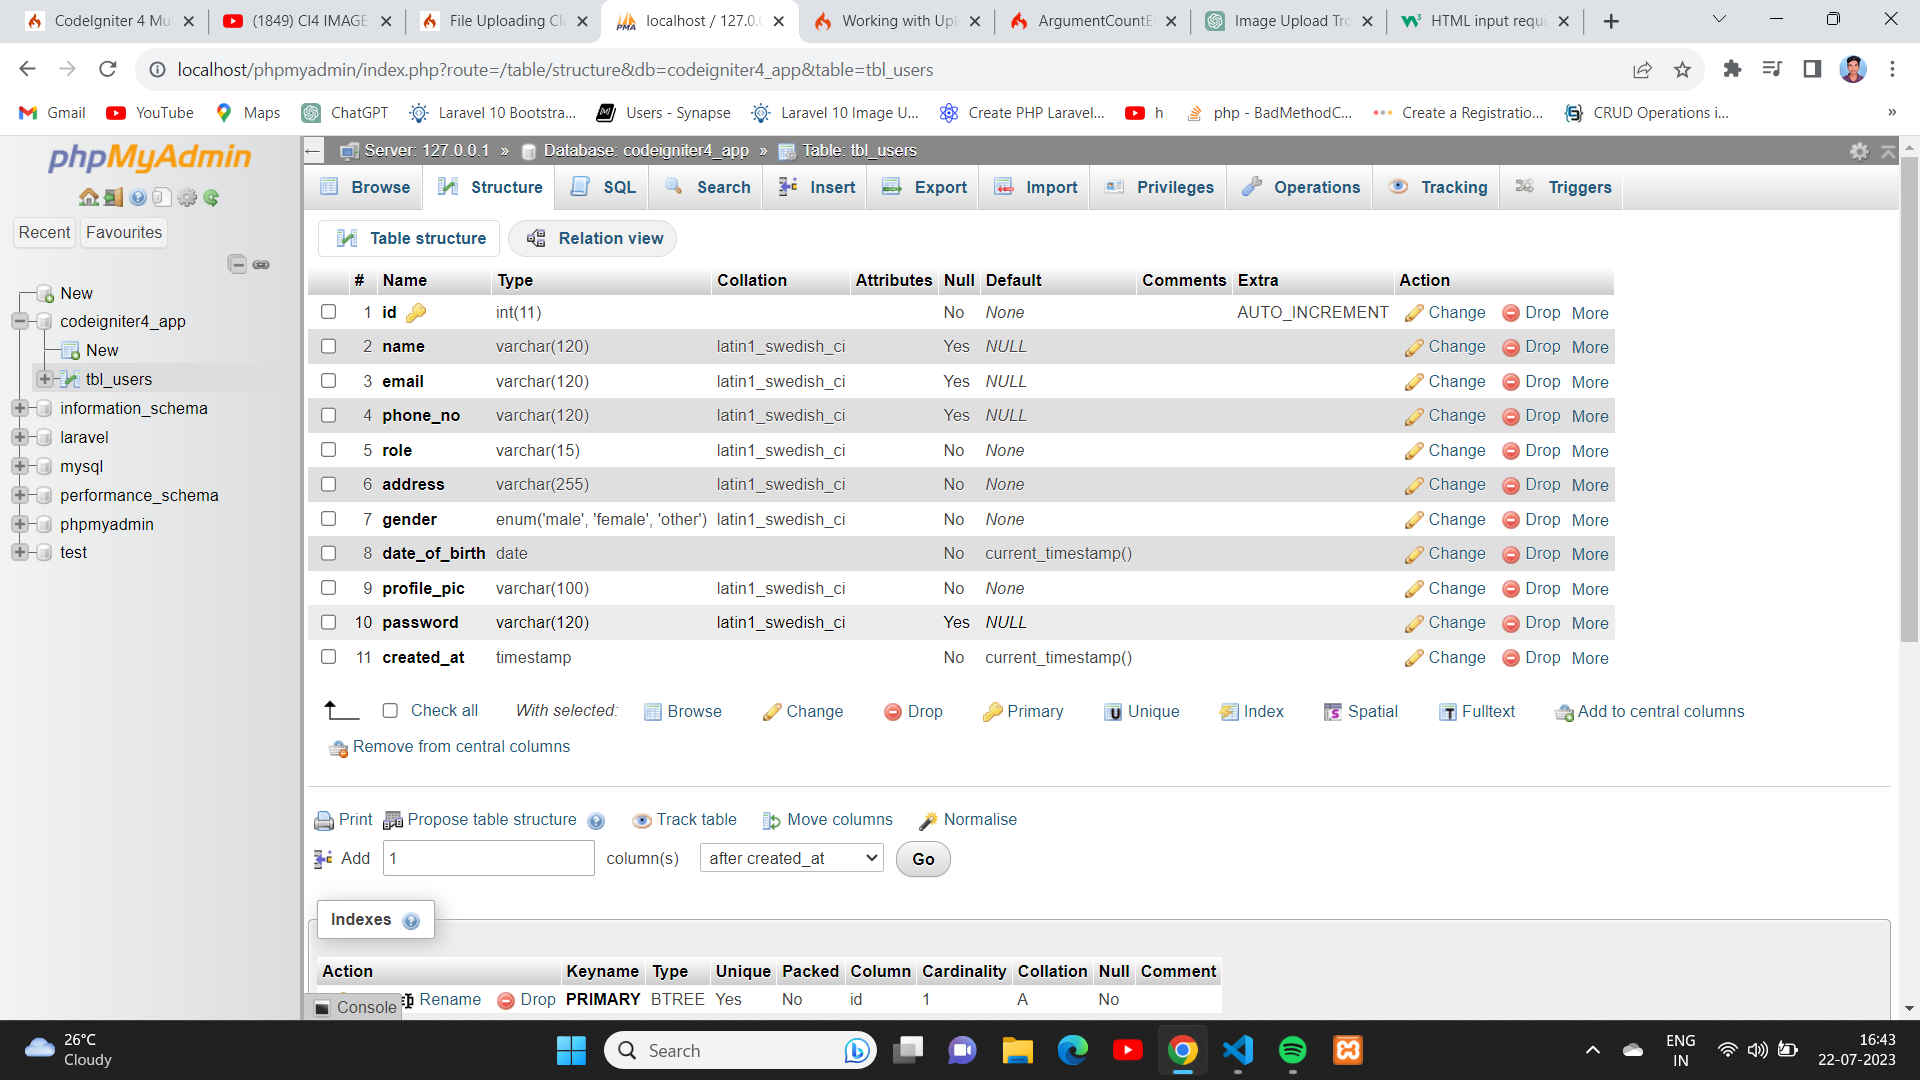 CodeIgniter 4 Mu
(1849) CI4 IMAGE
File Uploading Cla
localhost / 127.0.0
Working with Upl
ArgumentCountE
Image Upload Tro
HTML input requi
localhost/phpmyadmin/index.php?route=/table/structure&db=codeigniter4_app&table=tbl_users
Gmail YouTube Maps ChatGPT Laravel 10 Bootstra... Users - Synapse Laravel 10 Image U... Create PHP Laravel... h php - BadMethodC... Create a Registratio... CRUD Operations i... »
phpMyAdmin
Recent Favourites
New
codeigniter4_app
New
tbl_users
information_schema
laravel
mysql
performance_schema
phpmyadmin
test
Server: 127.0.0.1 » Database: codeigniter4_app » Table: tbl_users
Browse Structure SQL Search Insert Export Import Privileges Operations Tracking Triggers
Table structure Relation view
# Name Type Collation Attributes Null Default Comments Extra Action
1 id int(11) No None AUTO_INCREMENT Change Drop More
2 name varchar(120) latin1_swedish_ci Yes NULL Change Drop More
3 email varchar(120) latin1_swedish_ci Yes NULL Change Drop More
4 phone_no varchar(120) latin1_swedish_ci Yes NULL Change Drop More
5 role varchar(15) latin1_swedish_ci No None Change Drop More
6 address varchar(255) latin1_swedish_ci No None Change Drop More
7 gender enum('male', 'female', 'other') latin1_swedish_ci No None Change Drop More
8 date_of_birth date No current_timestamp() Change Drop More
9 profile_pic varchar(100) latin1_swedish_ci No None Change Drop More
10 password varchar(120) latin1_swedish_ci Yes NULL Change Drop More
11 created_at timestamp No current_timestamp() Change Drop More
Check all With selected: Browse Change Drop Primary Unique Index Spatial Fulltext Add to central columns
Remove from central columns
Print Propose table structure Track table Move columns Normalise
Add 1 column(s) after created_at Go
Indexes
Action Keyname Type Unique Packed Column Cardinality Collation Null Comment
Rename Drop PRIMARY BTREE Yes No id 1 A No
Console
26°C
Cloudy
Search
ENG
IN
16:43
22-07-2023